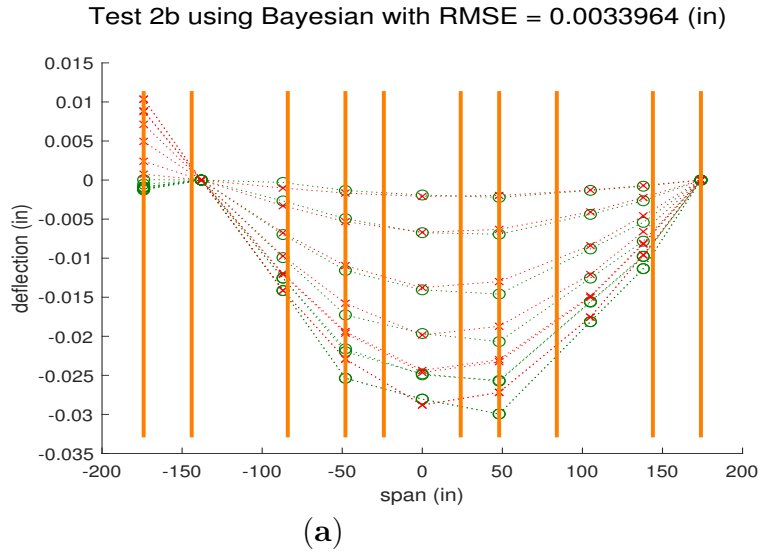 Test 2b using Bayesian with RMSE = 0.0033964 (in)
0.015
0.01
0.005
0
-0.005
-0.01
-0.015
-0.02
-0.025
-0.03
-0.035
deflection (in)
-200 -150 -100 -50 0 50 100 150 200
span (in)
(a)